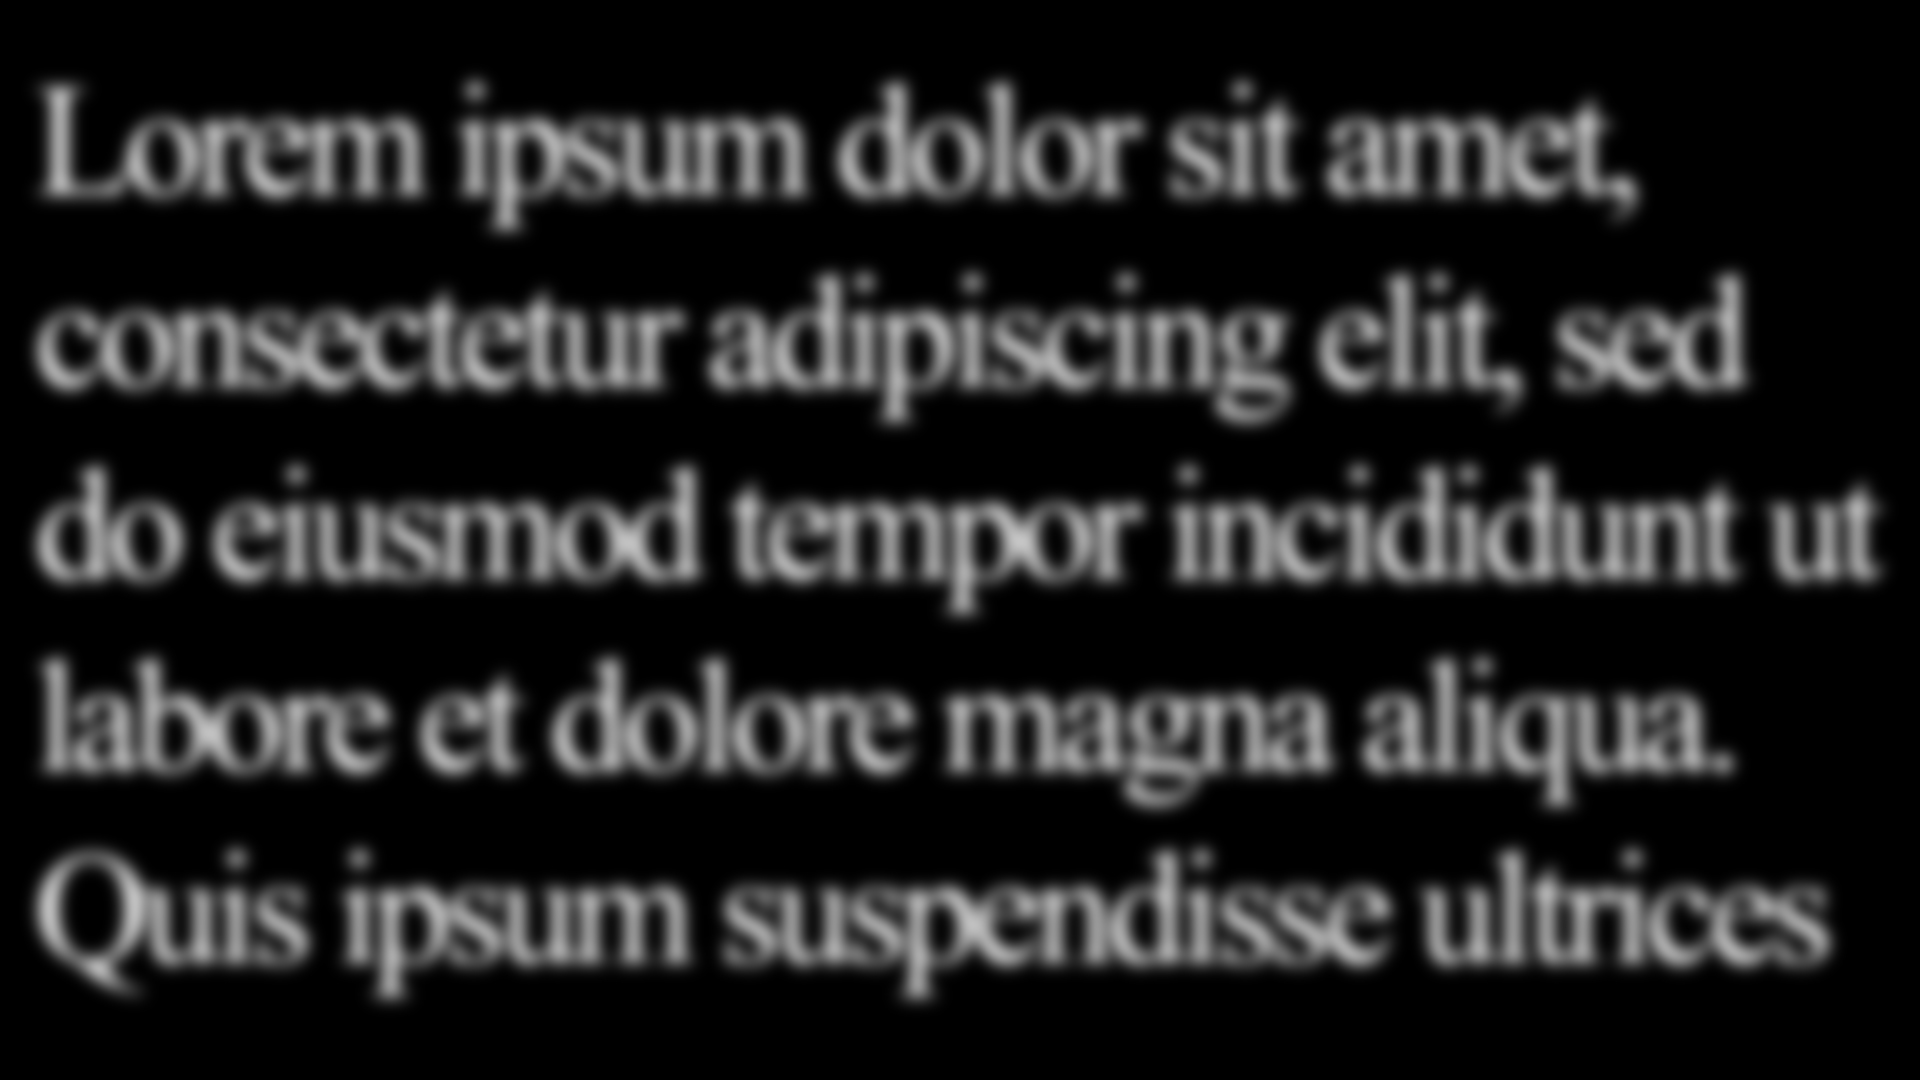 Lorem ipsum dolor sit amet,
consectetur adipiscing elit, sed
do eiusmod tempor incididunt ut
labore et dolore magna aliqua.
Quis ipsum suspendisse ultrices